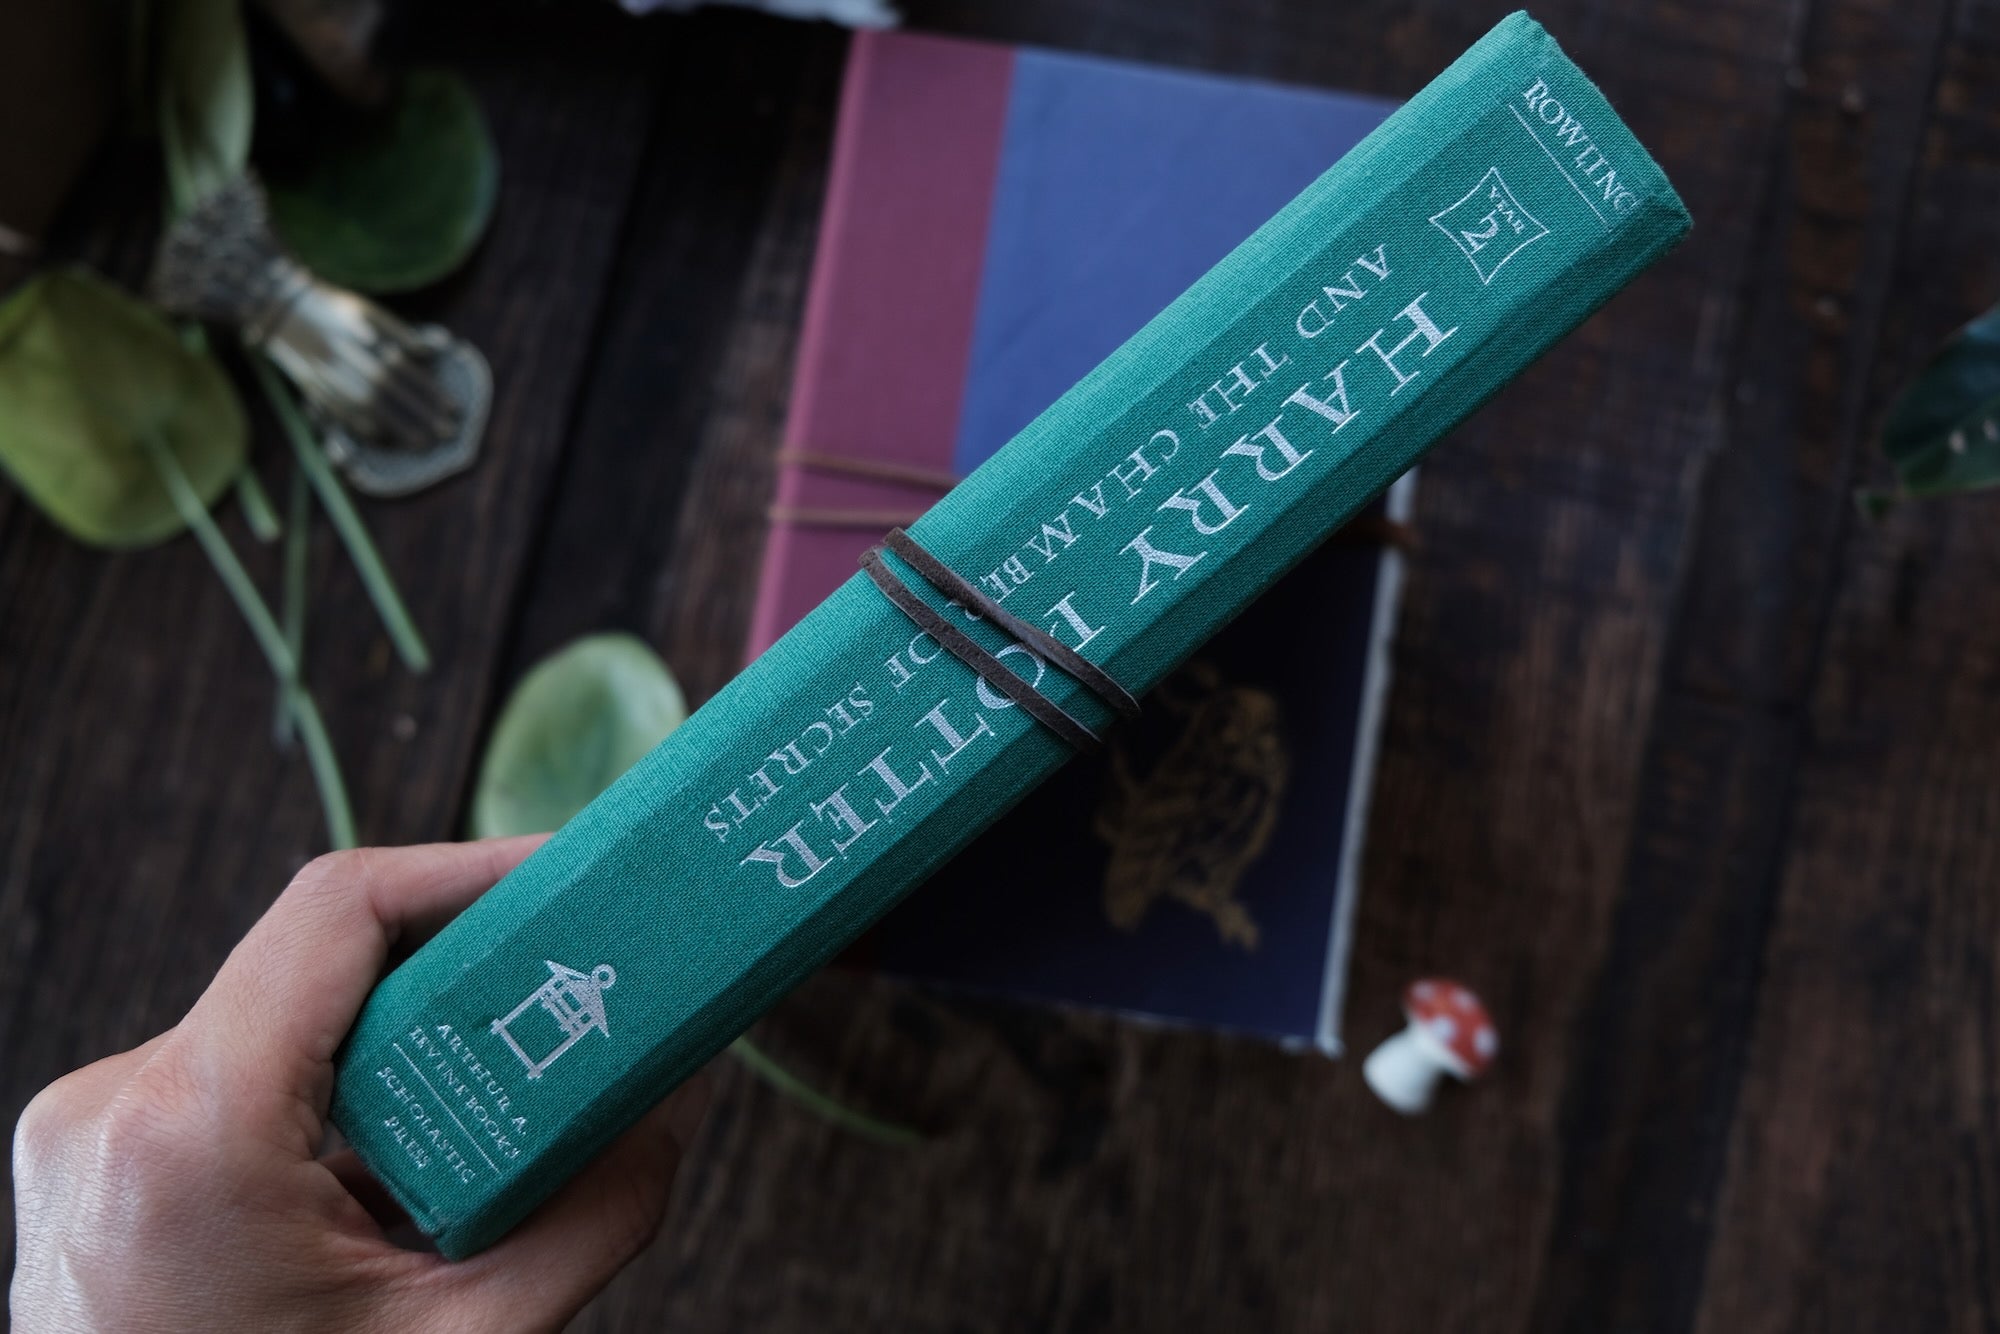 ROWLING
YEAR
2
HARRY POTTER
AND THE CHAMBER OF SECRETS
ARTHUR A.
LEVINE BOOKS
SCHOLASTIC
PRESS